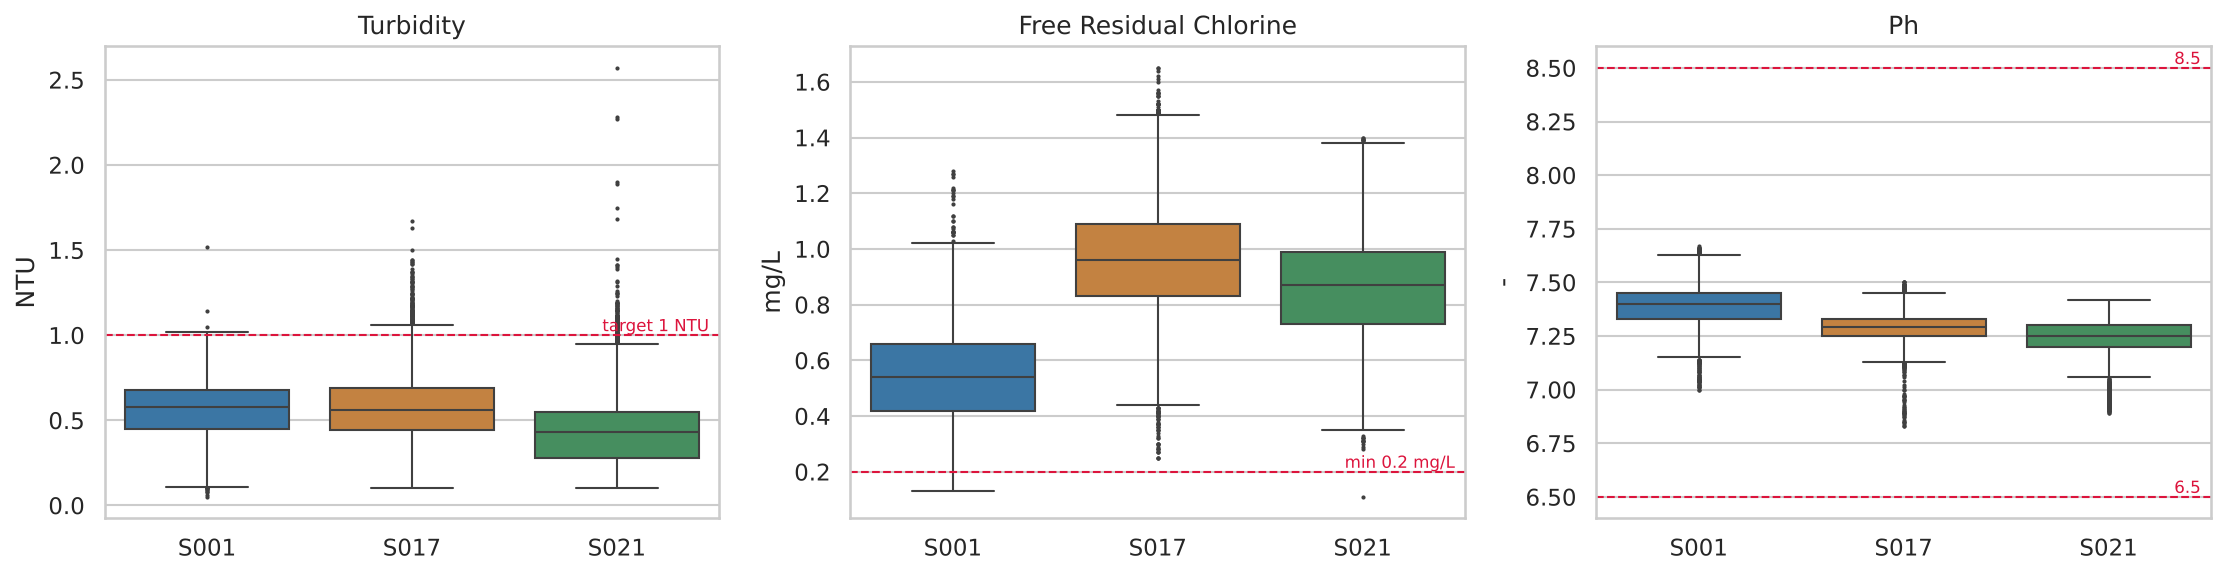 Turbidity
NTU
2.5
2.0
1.5
1.0
0.5
0.0
target 1 NTU
S001 S017 S021
Free Residual Chlorine
mg/L
1.6
1.4
1.2
1.0
0.8
0.6
0.4
0.2
min 0.2 mg/L
S001 S017 S021
Ph
-
8.50
8.25
8.00
7.75
7.50
7.25
7.00
6.75
6.50
8.5
6.5
S001 S017 S021